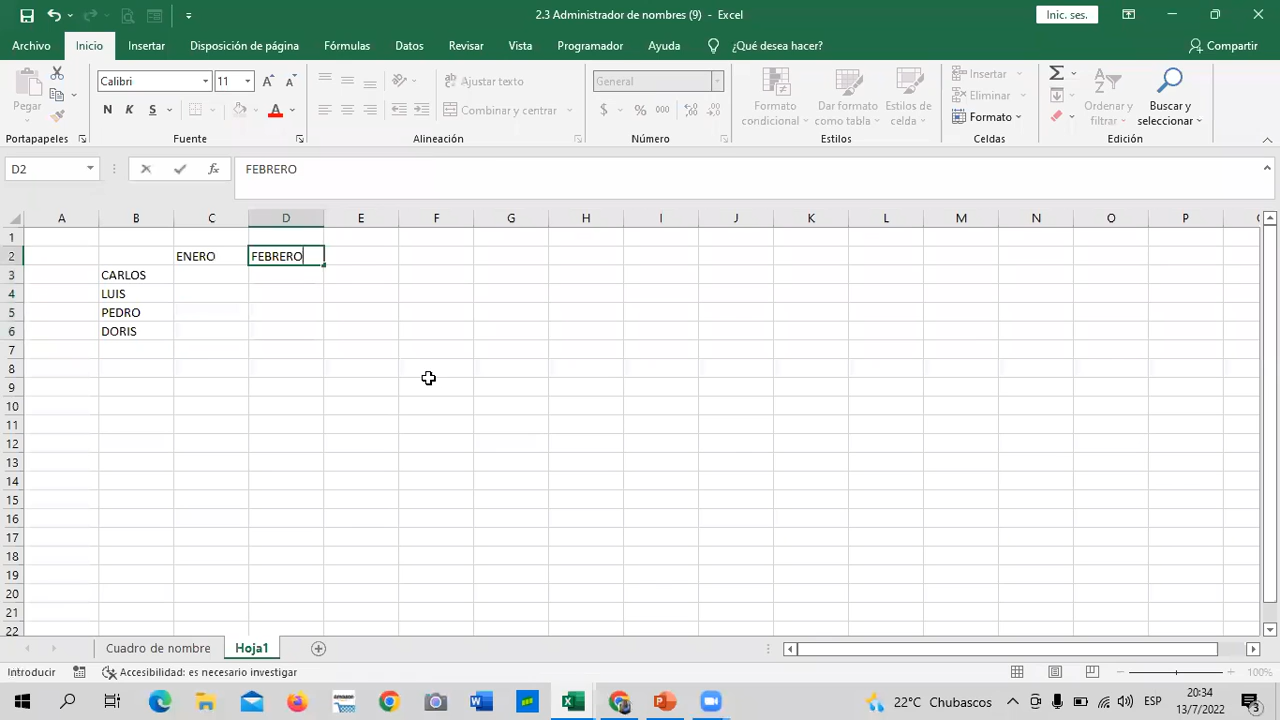 2.3 Administrador de nombres (9) - Excel
Inic. ses.
Archivo Inicio Insertar Disposición de página Fórmulas Datos Revisar Vista Programador Ayuda ¿Qué desea hacer? Compartir
Pegar
Calibri 11
N K S
Ajustar texto
Combinar y centrar
General
$ % 000
Formato condicional
Dar formato como tabla
Estilos de celda
Insertar
Eliminar
Formato
Ordenar y filtrar
Buscar y seleccionar
Portapapeles Fuente Alineación Número Estilos Celdas Edición
D2 fx FEBRERO
A B C D E F G H I J K L M N O P
1
2 ENERO FEBRERO
3 CARLOS
4 LUIS
5 PEDRO
6 DORIS
7
8
9
10
11
12
13
14
15
16
17
18
19
20
21
22
Cuadro de nombre Hoja1
Introducir Accesibilidad: es necesario investigar 100%
22°C Chubascos ESP 20:34
13/7/2022 3